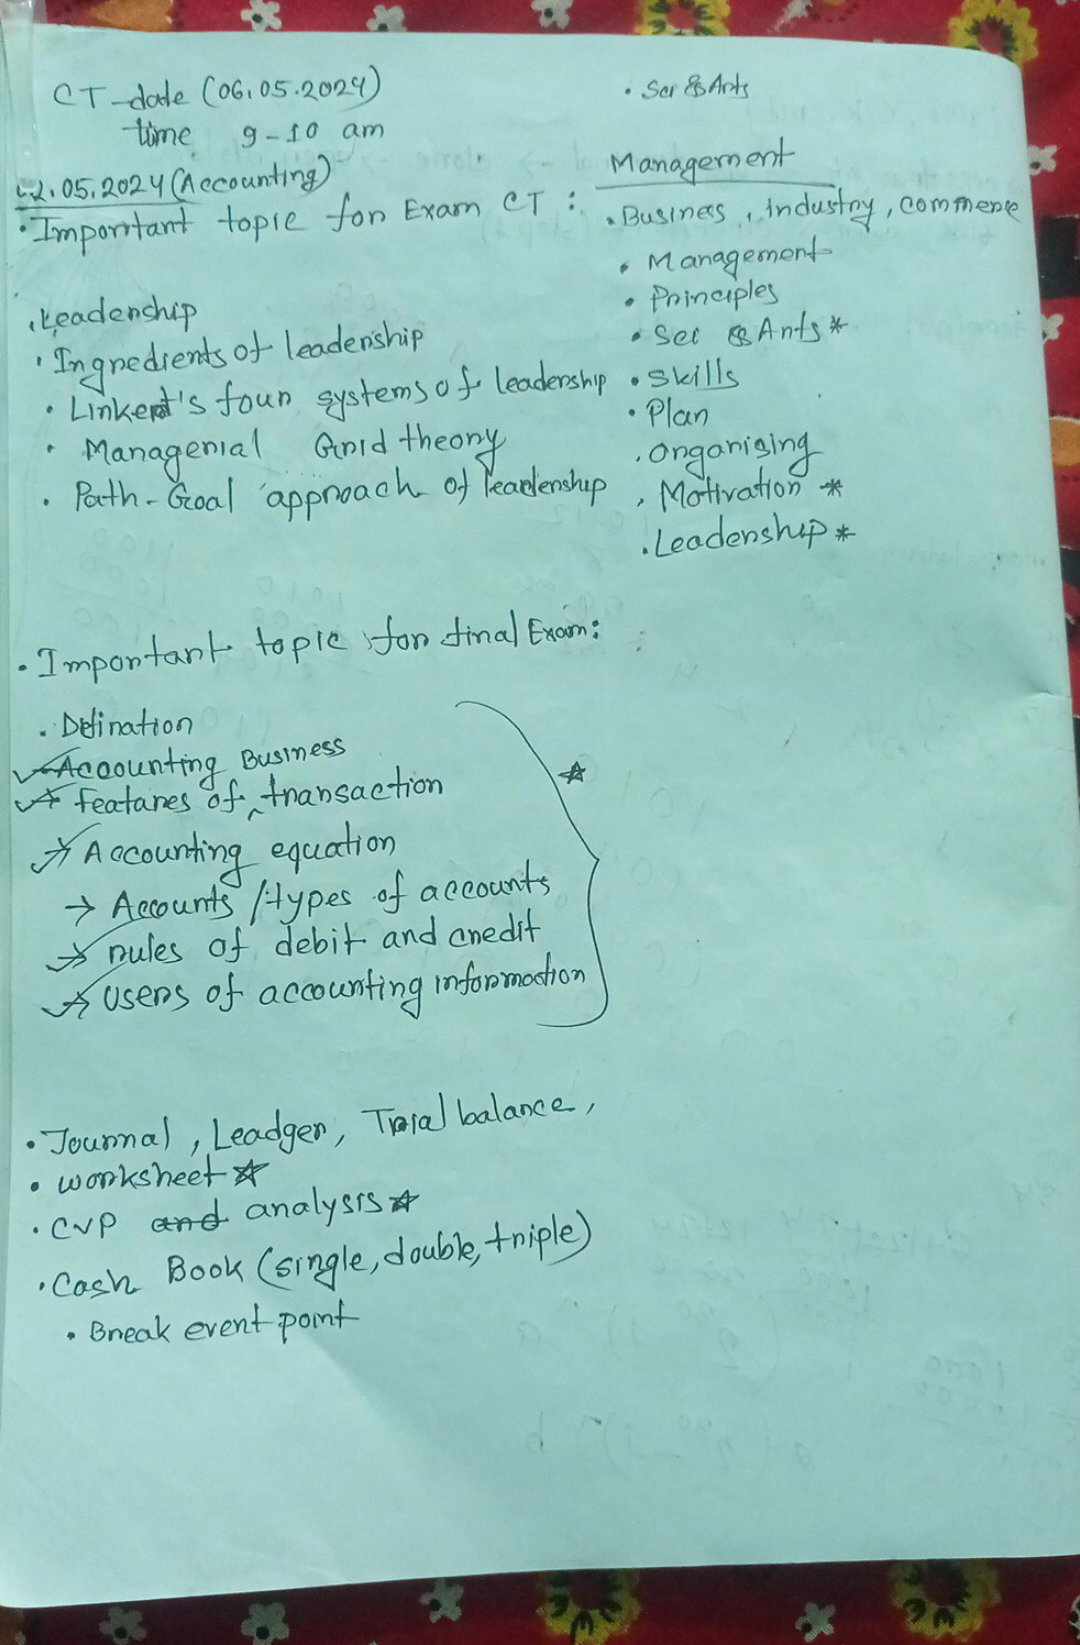 CT-date (06.05.2024)
time 9-10 am
.05.2024 (Accounting)
• Important topic for Exam CT :
• Leadership
• Ingredients of leadership
• Linkert's four systems of leadership
• Managerial Grid theory
• Path-Goal approach of leadership
• Sci & Arts
Management
• Business, industry, commerce
• Management
• Principles
• Sci & Arts *
• Skills
• Plan
• Organising
• Motivation *
• Leadership *
• Important topic for final Exam:
• Defination
Accounting Business
features of ^ transaction
Accounting equation
→ Accounts / types of accounts
→ rules of debit and credit
→ Users of accounting information
☆
• Journal, Leadger, Trial balance,
• worksheet ☆
• CVP and analysis ☆
• Cash Book (single, double, triple)
• Break event point